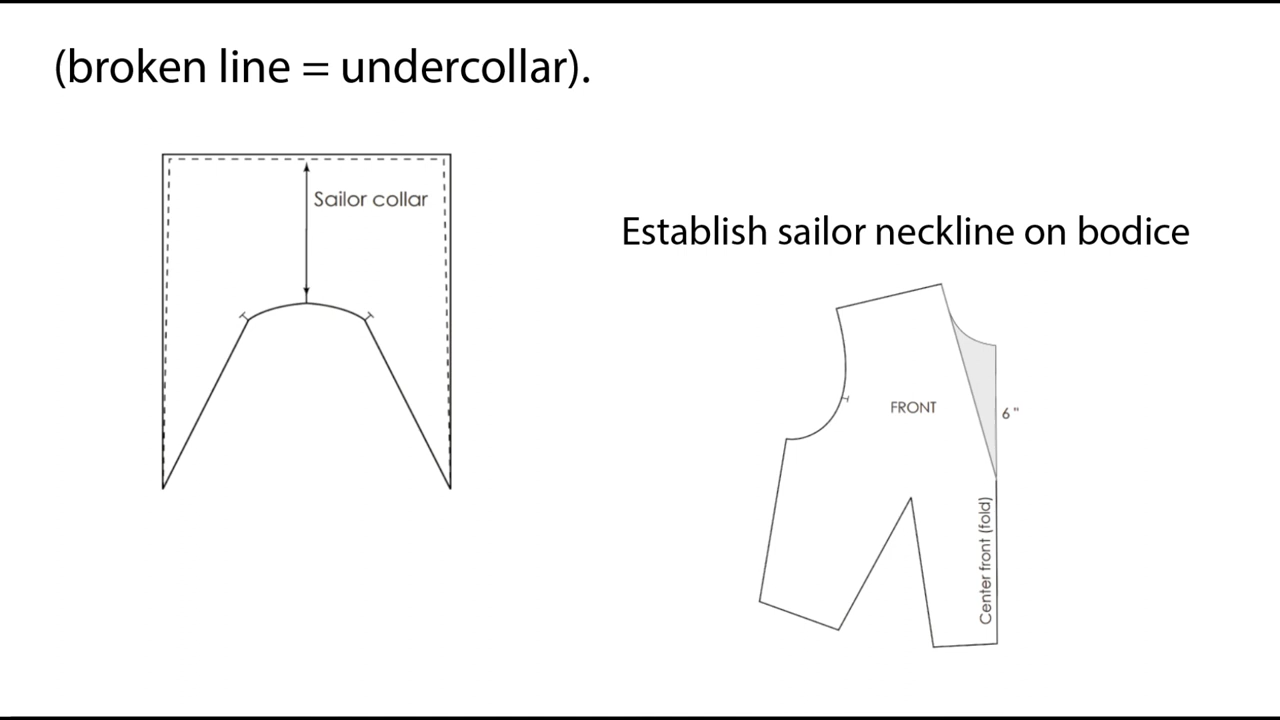 (broken line = undercollar).
Sailor collar
Establish sailor neckline on bodice
FRONT
6"
Center front (fold)